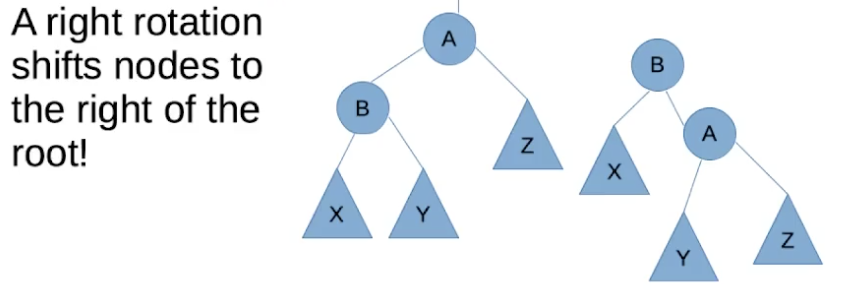 A right rotation
shifts nodes to
the right of the
root!
A
B
Z
X
Y
B
A
X
Y
Z